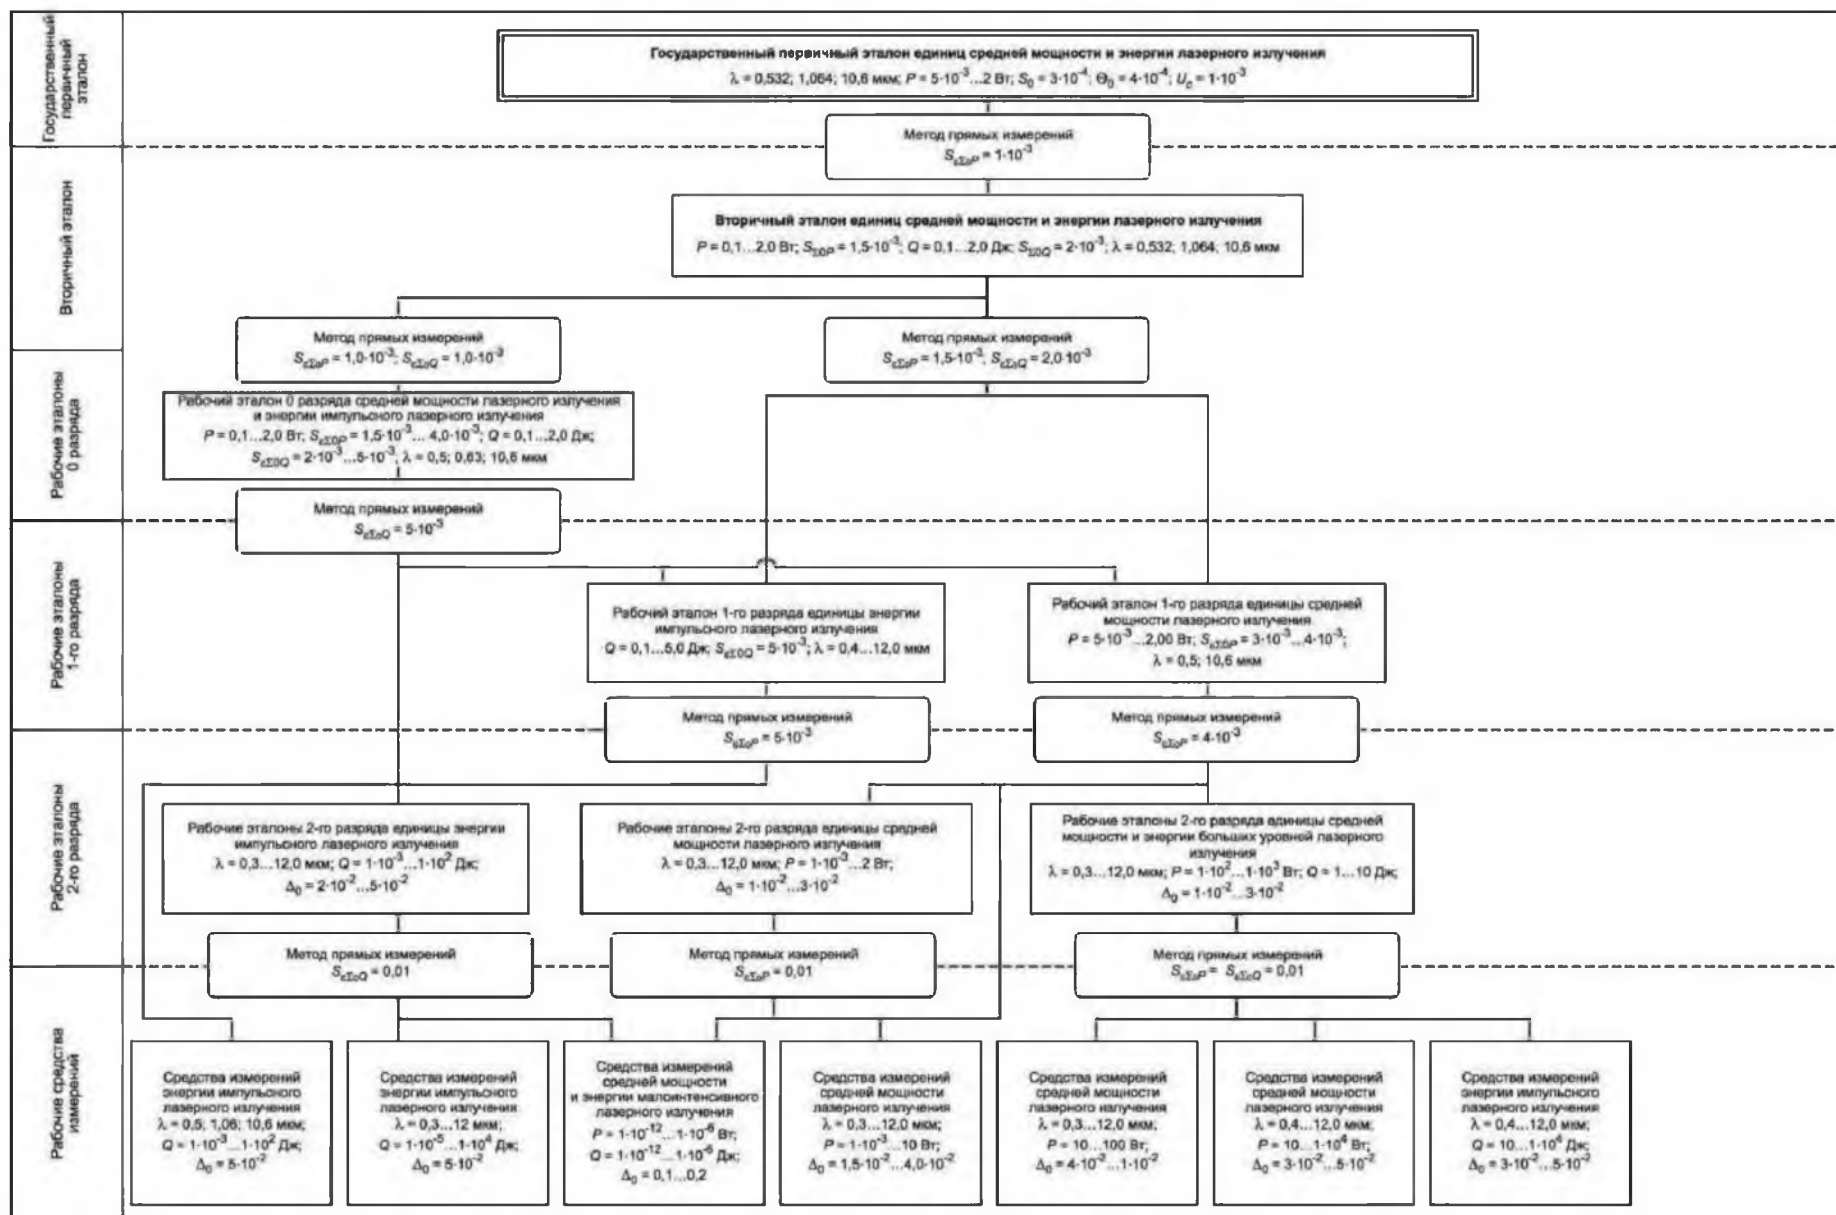 Государственный
первичный
эталон
Государственный первичный эталон единиц средней мощности и энергии лазерного излучения
λ = 0,532; 1,064; 10,6 мкм; P = 5·10⁻³...2 Вт; S₀ = 3·10⁻⁴; Θ₀ = 4·10⁻⁴; U_c = 1·10⁻³
Метод прямых измерений
S_εΣoP = 1·10⁻³
Вторичный эталон
Вторичный эталон единиц средней мощности и энергии лазерного излучения
P = 0,1...2,0 Вт; S_Σ0P = 1,5·10⁻³; Q = 0,1...2,0 Дж; S_Σ0Q = 2·10⁻³; λ = 0,532; 1,064; 10,6 мкм
Метод прямых измерений
S_εΣoP = 1,0·10⁻³; S_εΣoQ = 1,0·10⁻³
Метод прямых измерений
S_εΣoP = 1,5·10⁻³; S_εΣoQ = 2,0·10⁻³
Рабочие эталоны
0 разряда
Рабочий эталон 0 разряда средней мощности лазерного излучения
и энергии импульсного лазерного излучения
P = 0,1...2,0 Вт; S_εΣ0P = 1,5·10⁻³... 4,0·10⁻³; Q = 0,1...2,0 Дж;
S_εΣ0Q = 2·10⁻³...5·10⁻³; λ = 0,5; 0,63; 10,6 мкм
Метод прямых измерений
S_εΣoQ = 5·10⁻³
Рабочие эталоны
1-го разряда
Рабочий эталон 1-го разряда единицы энергии
импульсного лазерного излучения
Q = 0,1...5,0 Дж; S_εΣ0Q = 5·10⁻³; λ = 0,4...12,0 мкм
Рабочий эталон 1-го разряда единицы средней
мощности лазерного излучения
P = 5·10⁻³...2,00 Вт; S_εΣ0P = 3·10⁻³...4·10⁻³;
λ = 0,5; 10,6 мкм
Метод прямых измерений
S_εΣoP = 5·10⁻³
Метод прямых измерений
S_εΣoP = 4·10⁻³
Рабочие эталоны
2-го разряда
Рабочие эталоны 2-го разряда единицы энергии
импульсного лазерного излучения
λ = 0,3...12,0 мкм; Q = 1·10⁻³...1·10² Дж;
Δ₀ = 2·10⁻²...5·10⁻²
Рабочие эталоны 2-го разряда единицы средней
мощности лазерного излучения
λ = 0,3...12,0 мкм; P = 1·10⁻³...2 Вт;
Δ₀ = 1·10⁻²...3·10⁻²
Рабочие эталоны 2-го разряда единицы средней
мощности и энергии больших уровней лазерного
излучения
λ = 0,3...12,0 мкм; P = 1·10²...1·10³ Вт; Q = 1...10 Дж;
Δ₀ = 1·10⁻²...3·10⁻²
Метод прямых измерений
S_εΣoQ = 0,01
Метод прямых измерений
S_εΣoP = 0,01
Метод прямых измерений
S_εΣoP = S_εΣoQ = 0,01
Рабочие средства
измерений
Средства измерений
энергии импульсного
лазерного излучения
λ = 0,5; 1,06; 10,6 мкм;
Q = 1·10⁻³...1·10² Дж;
Δ₀ = 5·10⁻²
Средства измерений
энергии импульсного
лазерного излучения
λ = 0,3...12 мкм;
Q = 1·10⁻⁵...1·10⁴ Дж;
Δ₀ = 5·10⁻²
Средства измерений
средней мощности
и энергии малоинтенсивного
лазерного излучения
P = 1·10⁻¹²...1·10⁻⁶ Вт;
Q = 1·10⁻¹²...1·10⁻⁶ Дж;
Δ₀ = 0,1...0,2
Средства измерений
средней мощности
лазерного излучения
λ = 0,3...12,0 мкм;
P = 1·10⁻³...10 Вт;
Δ₀ = 1,5·10⁻²...4,0·10⁻²
Средства измерений
средней мощности
лазерного излучения
λ = 0,3...12,0 мкм;
P = 10...100 Вт;
Δ₀ = 4·10⁻²...1·10⁻²
Средства измерений
средней мощности
лазерного излучения
λ = 0,4...12,0 мкм;
P = 10...1·10⁴ Вт;
Δ₀ = 3·10⁻²...5·10⁻²
Средства измерений
энергии импульсного
лазерного излучения
λ = 0,4...12,0 мкм;
Q = 10...1·10⁴ Дж;
Δ₀ = 3·10⁻²...5·10⁻²